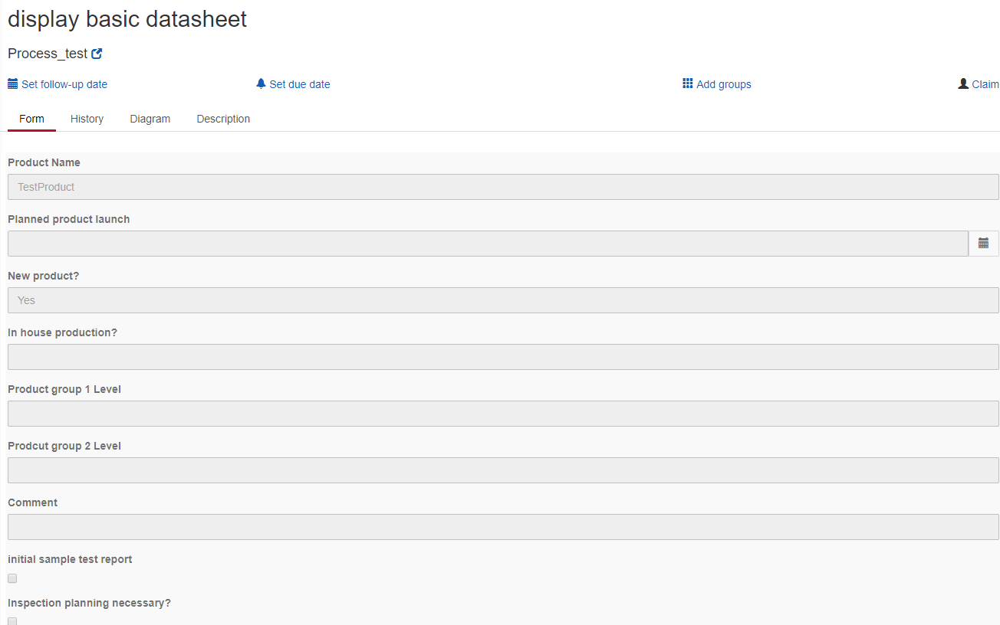 display basic datasheet
Process_test
Set follow-up date Set due date Add groups Claim
Form History Diagram Description
Product Name
TestProduct
Planned product launch
New product?
Yes
In house production?
Product group 1 Level
Prodcut group 2 Level
Comment
initial sample test report
Inspection planning necessary?